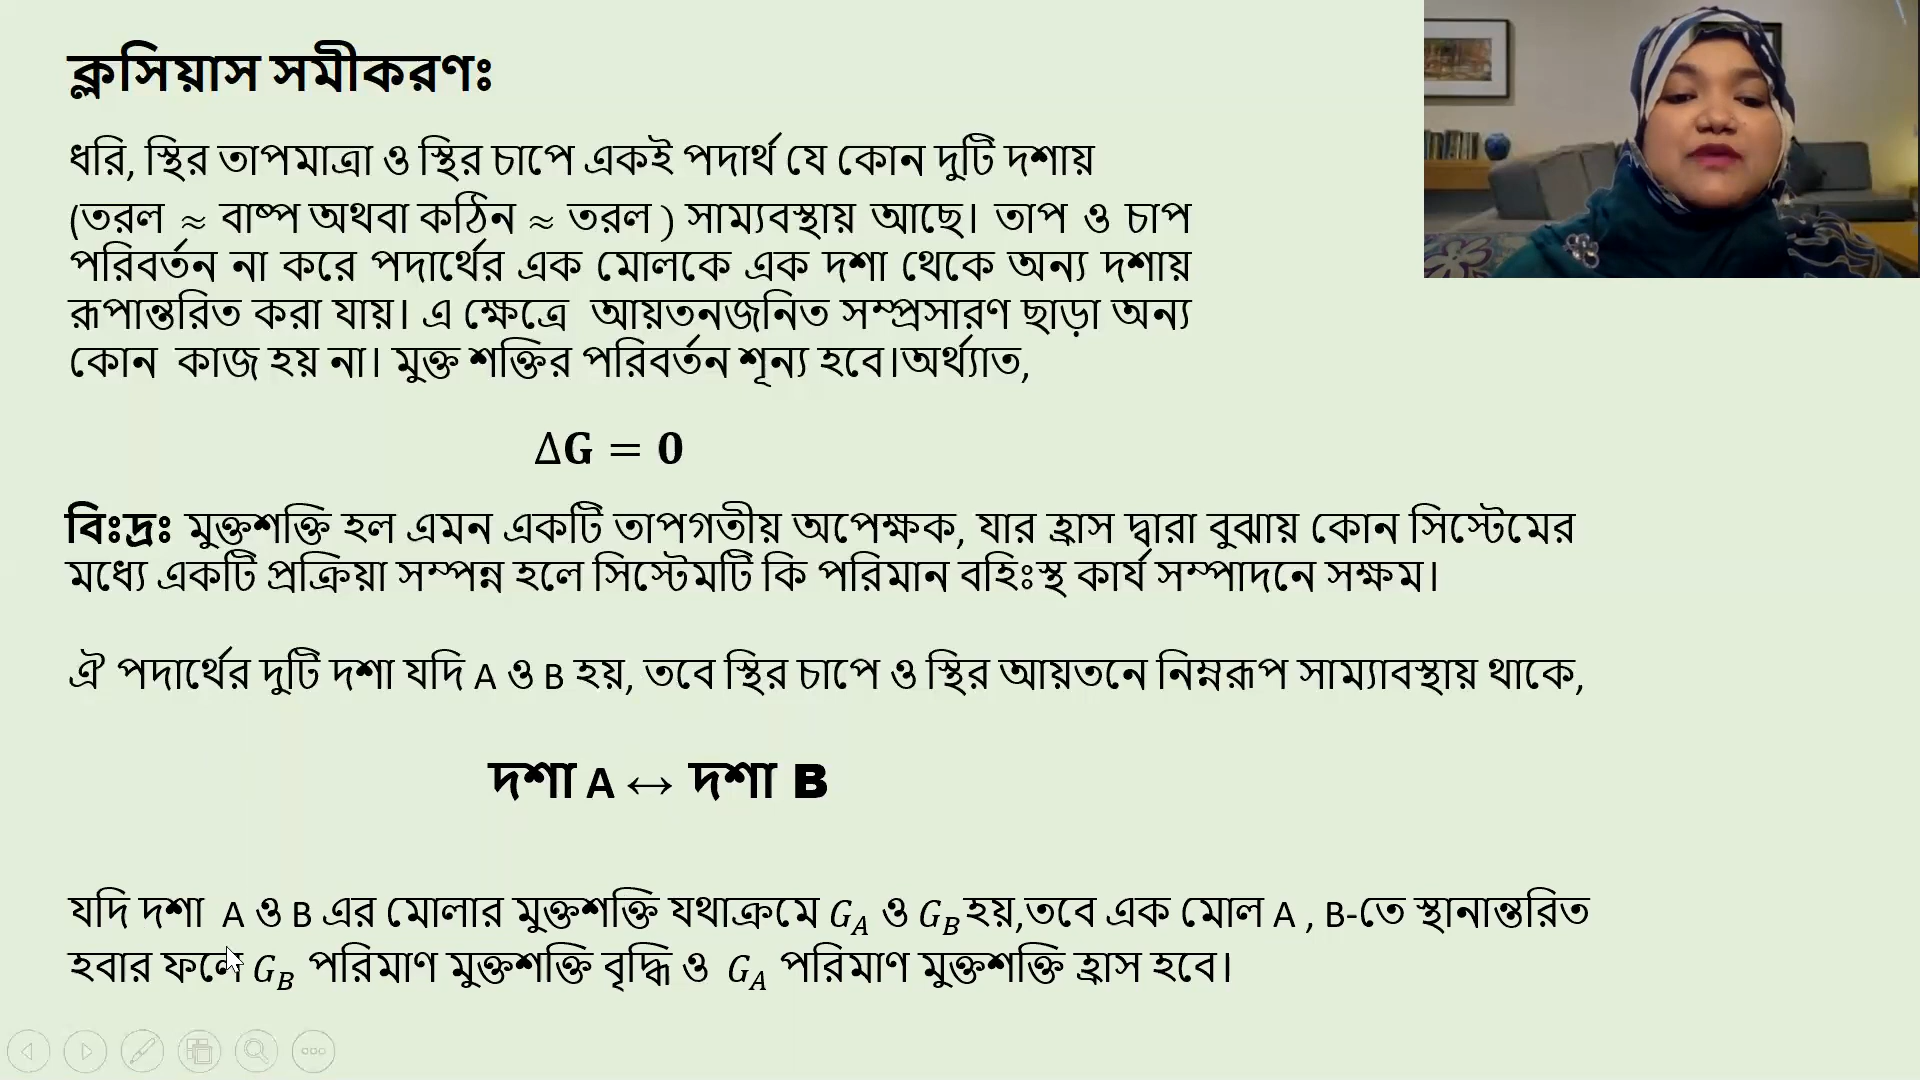 ক্লসিয়াস সমীকরণঃ
ধরি, স্থির তাপমাত্রা ও স্থির চাপে একই পদার্থ যে কোন দুটি দশায়
(তরল ≈ বাষ্প অথবা কঠিন ≈ তরল ) সাম্যবস্থায় আছে। তাপ ও চাপ
পরিবর্তন না করে পদার্থের এক মোলকে এক দশা থেকে অন্য দশায়
রূপান্তরিত করা যায়। এ ক্ষেত্রে আয়তনজনিত সম্প্রসারণ ছাড়া অন্য
কোন কাজ হয় না। মুক্ত শক্তির পরিবর্তন শূন্য হবে।অর্থ্যাত,
ΔG = 0
বিঃদ্রঃ মুক্তশক্তি হল এমন একটি তাপগতীয় অপেক্ষক, যার হ্রাস দ্বারা বুঝায় কোন সিস্টেমের
মধ্যে একটি প্রক্রিয়া সম্পন্ন হলে সিস্টেমটি কি পরিমান বহিঃস্থ কার্য সম্পাদনে সক্ষম।
ঐ পদার্থের দুটি দশা যদি A ও B হয়, তবে স্থির চাপে ও স্থির আয়তনে নিম্নরূপ সাম্যাবস্থায় থাকে,
দশা A ↔ দশা B
যদি দশা A ও B এর মোলার মুক্তশক্তি যথাক্রমে G_A ও G_B হয়,তবে এক মোল A , B-তে স্থানান্তরিত
হবার ফলে G_B পরিমাণ মুক্তশক্তি বৃদ্ধি ও G_A পরিমাণ মুক্তশক্তি হ্রাস হবে।